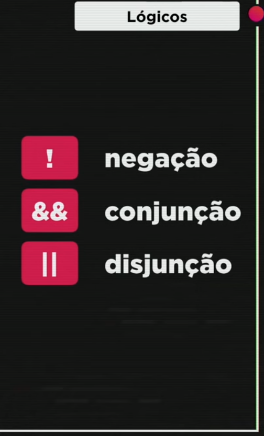 Lógicos
! negação
&& conjunção
|| disjunção